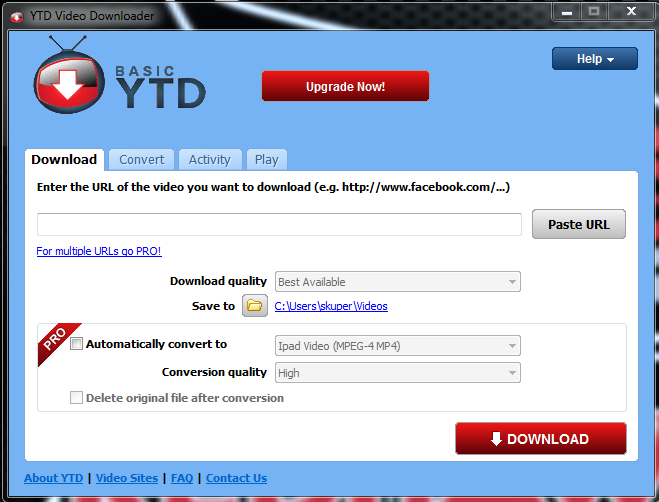 YTD Video Downloader
BASIC
YTD
Upgrade Now!
Help
Download Convert Activity Play
Enter the URL of the video you want to download (e.g. http://www.facebook.com/...)
Paste URL
For multiple URLs go PRO!
Download quality Best Available
Save to C:\Users\skuper\Videos
PRO
Automatically convert to Ipad Video (MPEG-4 MP4)
Conversion quality High
Delete original file after conversion
DOWNLOAD
About YTD | Video Sites | FAQ | Contact Us